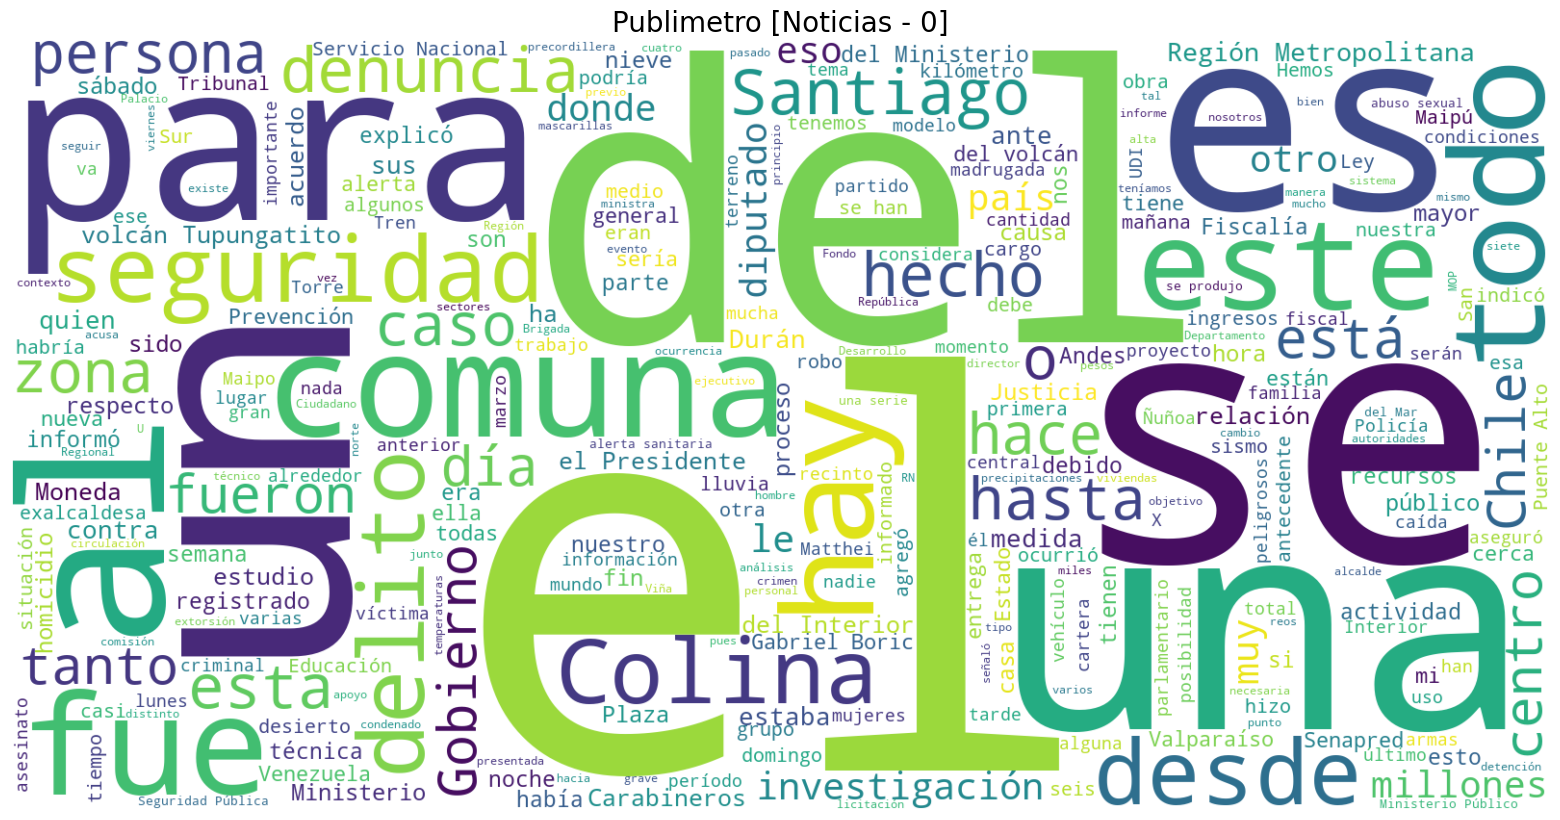 Publimetro [Noticias - 0]
persona
Servicio Nacional
precordillera
cuatro
pasado
eso
del Ministerio
Región Metropolitana
sábado
Tribunal
denuncia
podría
nieve
tema
kilómetro
obra
Hemos
Palacio
previo
donde
Santiago
tal
bien
abuso sexual
para
viernes
importante
acuerdo
explicó
mascarillas
del
diputado
tenemos
modelo
ante
informe
nosotros
Maipú
es
condiciones
todo
seguir
Sur
va
sus
principio
del volcán
madrugada
UDI
alta
otro
Ley
existe
alerta
algunos
medio
ministra
terreno
partido
se han
país
nos
teníamos
tiene
manera
mucho
sistema
mismo
ese
volcán Tupungatito
Tren
Región
general
eran
cantidad
causa
mañana
Fiscalía
nuestra
mayor
son
evento
sería
considera
cargo
siete
contexto
seguridad
vez
Torre
parte
Fondo
hecho
República
debe
este
se produjo
MOP
San
indicó
quien
acusa
habría
Prevención
sido
sectores
caso
ha
Brigada
trabajo
mucha
Durán
ingresos
fiscal
Departamento
ocurrencia
robo
Desarrollo
momento
director
o
Andes
proyecto
pesos
hora
está
serán
esa
zona
un
Maipo
lugar
gran
nada
Ciudadano
comuna
marzo
ejecutivo
hay
proceso
una serie
Justicia
primera
se
Ñuñoa
relación
familia
están
del Mar
Policía
autoridades
chile
Puente Alto
respecto
nueva
U
informó
Regional
al
norte
anterior
alerta sanitaria
hace
central
debido
sismo
cambio
antecedente
recursos
Moneda
técnico
alrededor
delito
día
el Presidente
lluvia
hombre
recinto
informado
RN
precipitaciones
viviendas
objetivo
X
peligrosos
público
exalcaldesa
contra
fueron
era
ella
todas
otra
le
Matthei
hasta
él
medida
ocurrió
caída
aseguró
cerca
situación
homicidio
circulación
semana
estudio
registrado
junto
Gobierno
nuestro
información
mundo
fin
Viña
análisis
crimen
personal
nadie
agregó
entrega
casa Estado
miles
una
tienen
alcalde
centro
extorsión
varias
víctima
temperaturas
el
del Interior
vehículo
cartera
parlamentario
posibilidad
total
reos
actividad
Interior
comisión
tanto
criminal
Educación
pues
Gabriel Boric
señaló
tipo
muy
si
mi
han
fue
lunes
esta
apoyo
Colina
varios
necesaria
uso
asesinato
casi
distinto
desierto
condenado
Plaza
estaba
mujeres
tarde
hizo
punto
tiempo
técnica
grupo
domingo
alguna
Valparaíso
Senapred
armas
último
esto
detención
Venezuela
Ministerio
presentada
noche
hacia
grave
período
investigación
seis
desde
millones
Seguridad Pública
había
Carabineros
licitación
Ministerio Público